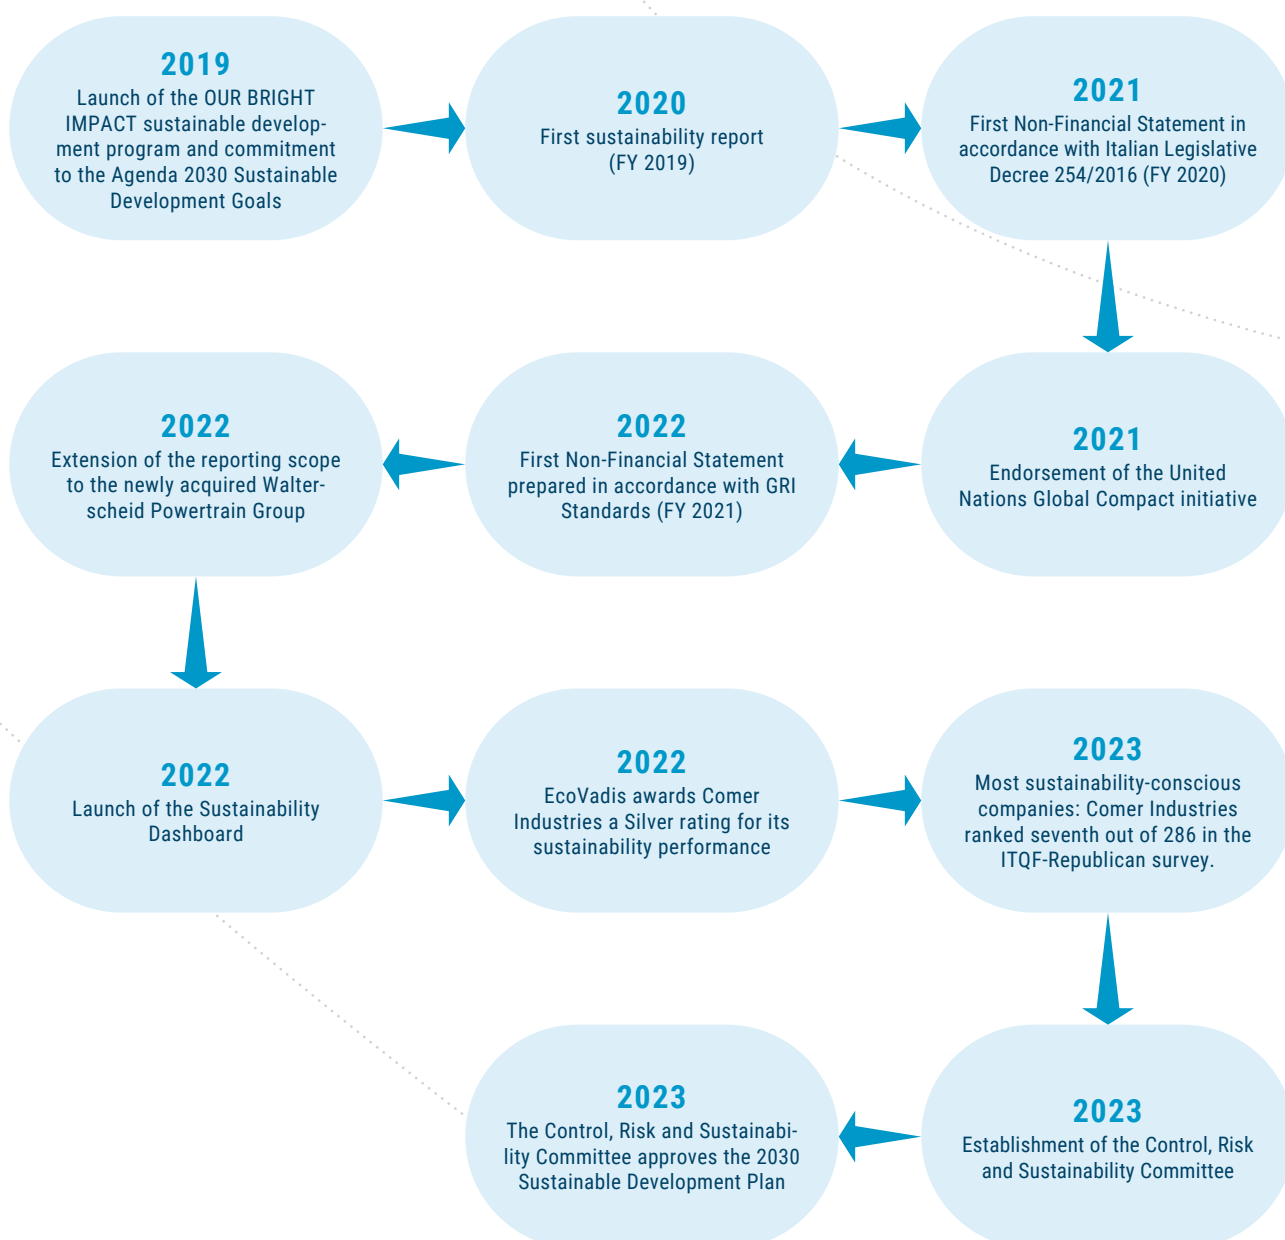 2019
Launch of the OUR BRIGHT
IMPACT sustainable develop-
ment program and commitment
to the Agenda 2030 Sustainable
Development Goals
2020
First sustainability report
(FY 2019)
2021
First Non-Financial Statement in
accordance with Italian Legislative
Decree 254/2016 (FY 2020)
2021
Endorsement of the United
Nations Global Compact initiative
2022
First Non-Financial Statement
prepared in accordance with GRI
Standards (FY 2021)
2022
Extension of the reporting scope
to the newly acquired Walter-
scheid Powertrain Group
2022
Launch of the Sustainability
Dashboard
2022
EcoVadis awards Comer
Industries a Silver rating for its
sustainability performance
2023
Most sustainability-conscious
companies: Comer Industries
ranked seventh out of 286 in the
ITQF-Republican survey.
2023
Establishment of the Control, Risk
and Sustainability Committee
2023
The Control, Risk and Sustainabi-
lity Committee approves the 2030
Sustainable Development Plan